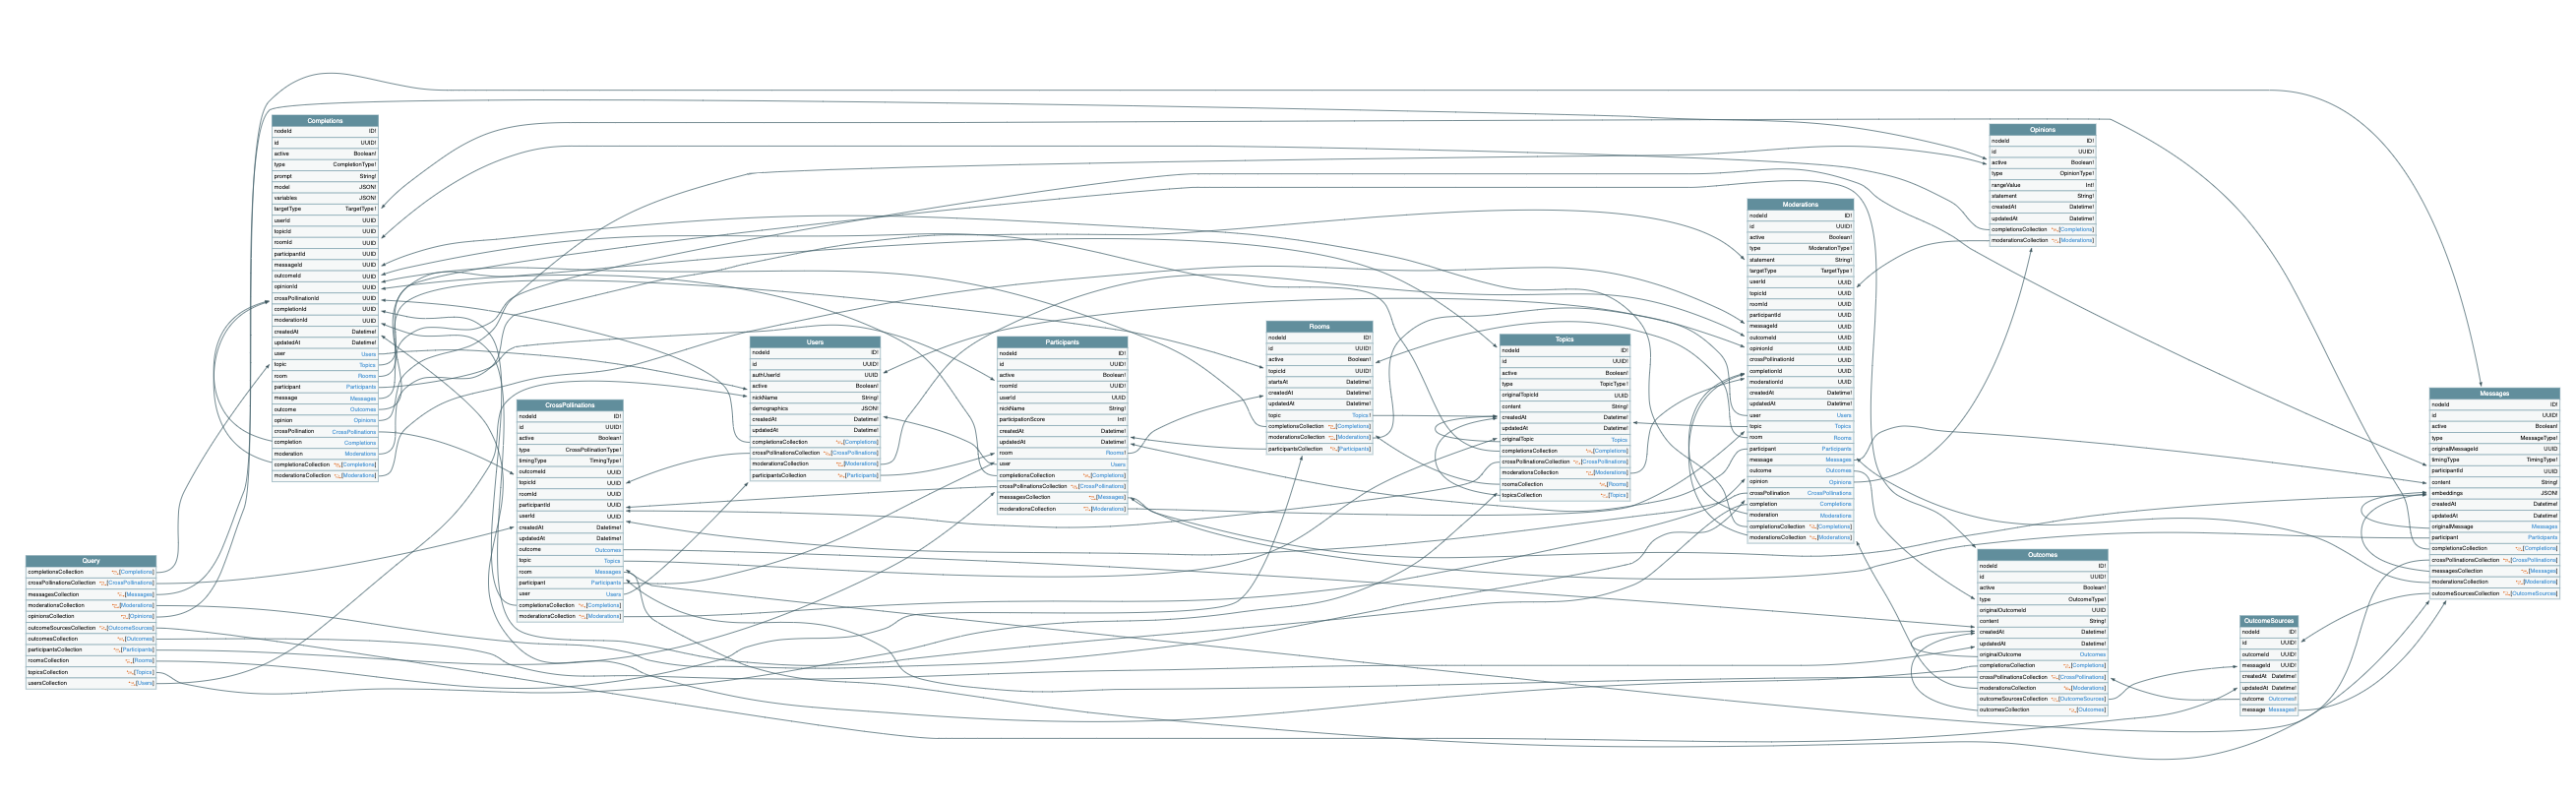 Completions
nodeId ID!
id UUID!
active Boolean!
type CompletionType!
prompt String!
model JSON!
variables JSON!
targetType TargetType!
userId UUID
topicId UUID
roomId UUID
participantId UUID
messageId UUID
outcomeId UUID
opinionId UUID
crossPollinationId UUID
completionId UUID
moderationId UUID
createdAt Datetime!
updatedAt Datetime!
user Users
topic Topics
room Rooms
participant Participants
message Messages
outcome Outcomes
opinion Opinions
crossPollination CrossPollinations
completion Completions
moderation Moderations
completionsCollection [Completions]
moderationsCollection [Moderations]
Query
completionsCollection [Completions]
crossPollinationsCollection [CrossPollinations]
messagesCollection [Messages]
moderationsCollection [Moderations]
opinionsCollection [Opinions]
outcomeSourcesCollection [OutcomeSources]
outcomesCollection [Outcomes]
participantsCollection [Participants]
roomsCollection [Rooms]
topicsCollection [Topics]
usersCollection [Users]
CrossPollinations
nodeId ID!
id UUID!
active Boolean!
type CrossPollinationType!
timingType TimingType!
outcomeId UUID
topicId UUID
roomId UUID
participantId UUID
userId UUID
createdAt Datetime!
updatedAt Datetime!
outcome Outcomes
topic Topics
room Messages
participant Participants
user Users
completionsCollection [Completions]
moderationsCollection [Moderations]
Users
nodeId ID!
id UUID!
authUserId UUID
active Boolean!
nickName String!
demographics JSON!
createdAt Datetime!
updatedAt Datetime!
completionsCollection [Completions]
crossPollinationsCollection [CrossPollinations]
moderationsCollection [Moderations]
participantsCollection [Participants]
Participants
nodeId ID!
id UUID!
active Boolean!
roomId UUID!
userId UUID
nickName String!
participationScore Int!
createdAt Datetime!
updatedAt Datetime!
room Rooms!
user Users
completionsCollection [Completions]
crossPollinationsCollection [CrossPollinations]
messagesCollection [Messages]
moderationsCollection [Moderations]
Rooms
nodeId ID!
id UUID!
active Boolean!
topicId UUID!
startsAt Datetime!
createdAt Datetime!
updatedAt Datetime!
topic Topics!
completionsCollection [Completions]
moderationsCollection [Moderations]
participantsCollection [Participants]
Topics
nodeId ID!
id UUID!
active Boolean!
type TopicType!
originalTopicId UUID
content String!
createdAt Datetime!
updatedAt Datetime!
originalTopic Topics
completionsCollection [Completions]
crossPollinationsCollection [CrossPollinations]
moderationsCollection [Moderations]
roomsCollection [Rooms]
topicsCollection [Topics]
Moderations
nodeId ID!
id UUID!
active Boolean!
type ModerationType!
statement String!
targetType TargetType!
userId UUID
topicId UUID
roomId UUID
participantId UUID
messageId UUID
outcomeId UUID
opinionId UUID
crossPollinationId UUID
completionId UUID
moderationId UUID
createdAt Datetime!
updatedAt Datetime!
user Users
topic Topics
room Rooms
participant Participants
message Messages
outcome Outcomes
opinion Opinions
crossPollination CrossPollinations
completion Completions
moderation Moderations
completionsCollection [Completions]
moderationsCollection [Moderations]
Opinions
nodeId ID!
id UUID!
active Boolean!
type OpinionType!
rangeValue Int!
statement String!
createdAt Datetime!
updatedAt Datetime!
completionsCollection [Completions]
moderationsCollection [Moderations]
Outcomes
nodeId ID!
id UUID!
active Boolean!
type OutcomeType!
originalOutcomeId UUID
content String!
createdAt Datetime!
updatedAt Datetime!
originalOutcome Outcomes
completionsCollection [Completions]
crossPollinationsCollection [CrossPollinations]
moderationsCollection [Moderations]
outcomeSourcesCollection [OutcomeSources]
outcomesCollection [Outcomes]
OutcomeSources
nodeId ID!
id UUID!
outcomeId UUID!
messageId UUID!
createdAt Datetime!
updatedAt Datetime!
outcome Outcomes!
message Messages!
Messages
nodeId ID!
id UUID!
active Boolean!
type MessageType!
originalMessageId UUID
timingType TimingType!
participantId UUID
content String!
embeddings JSON!
createdAt Datetime!
updatedAt Datetime!
originalMessage Messages
participant Participants
completionsCollection [Completions]
crossPollinationsCollection [CrossPollinations]
messagesCollection [Messages]
moderationsCollection [Moderations]
outcomeSourcesCollection [OutcomeSources]